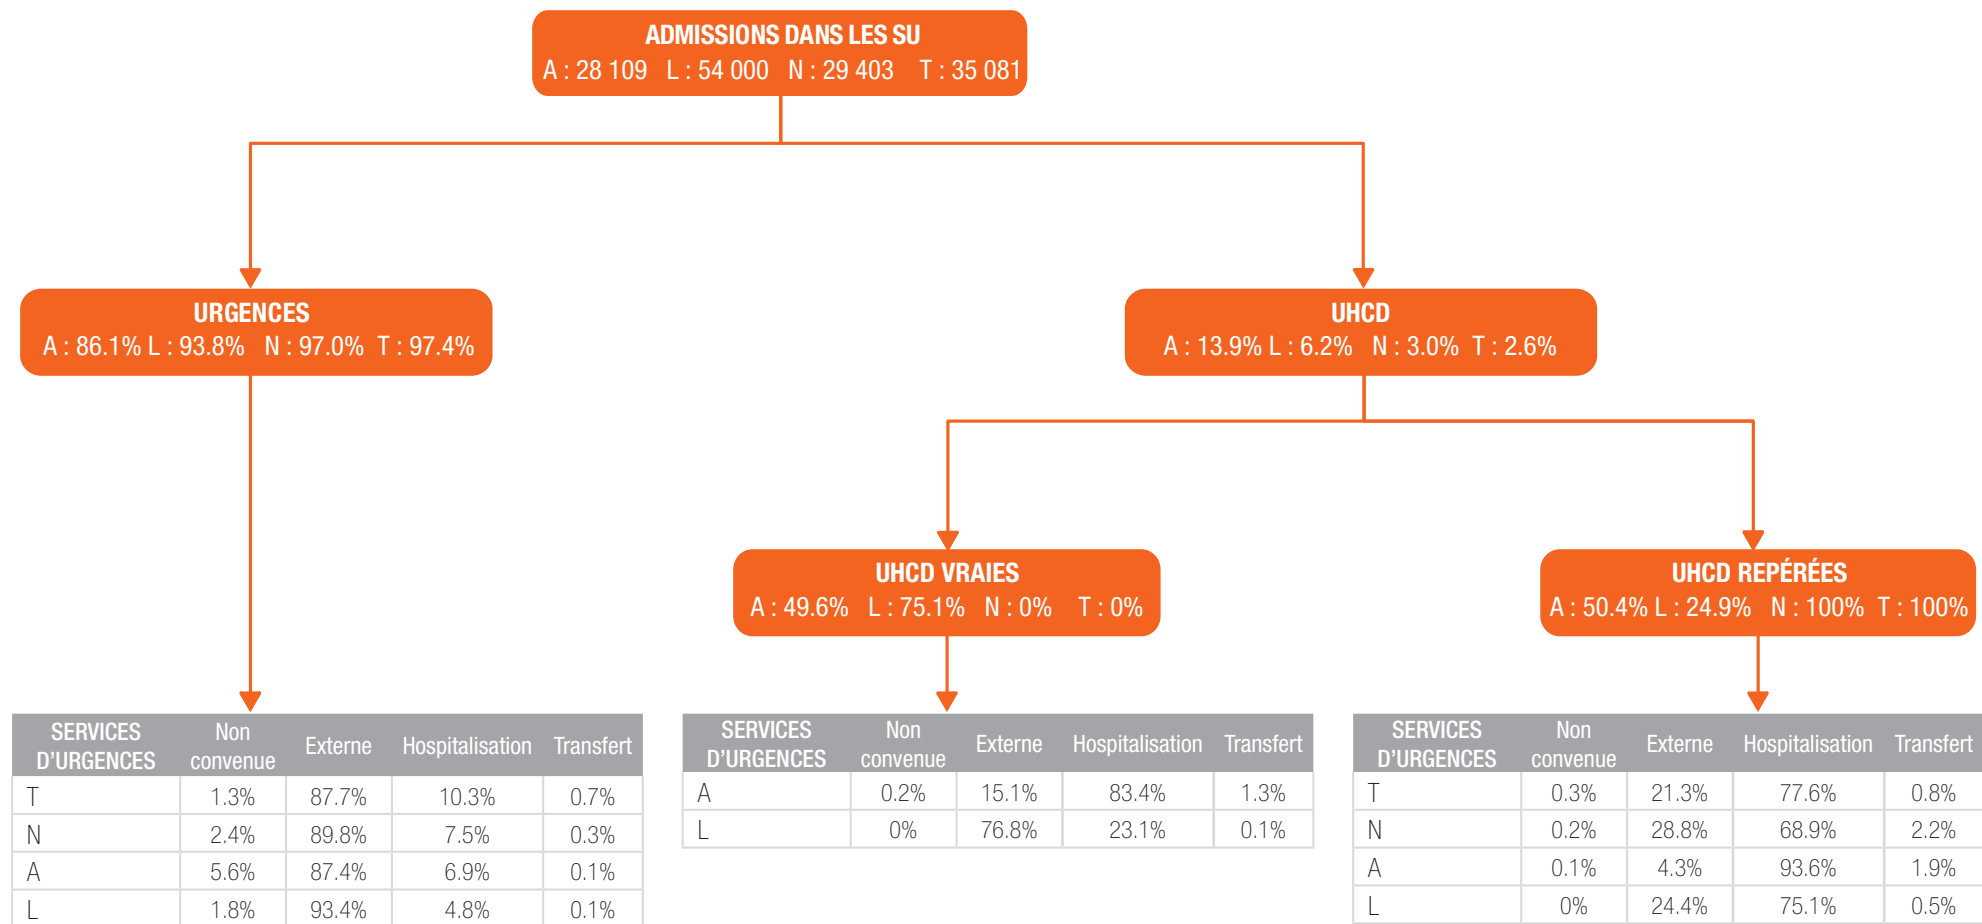 ADMISSIONS DANS LES SU
A : 28 109 L : 54 000 N : 29 403 T : 35 081
URGENCES
A : 86.1% L : 93.8% N : 97.0% T : 97.4%
UHCD
A : 13.9% L : 6.2% N : 3.0% T : 2.6%
UHCD VRAIES
A : 49.6% L : 75.1% N : 0% T : 0%
UHCD REPÉRÉES
A : 50.4% L : 24.9% N : 100% T : 100%
SERVICES D'URGENCES Non convenue Externe Hospitalisation Transfert
T 1.3% 87.7% 10.3% 0.7%
N 2.4% 89.8% 7.5% 0.3%
A 5.6% 87.4% 6.9% 0.1%
L 1.8% 93.4% 4.8% 0.1%
SERVICES D'URGENCES Non convenue Externe Hospitalisation Transfert
A 0.2% 15.1% 83.4% 1.3%
L 0% 76.8% 23.1% 0.1%
SERVICES D'URGENCES Non convenue Externe Hospitalisation Transfert
T 0.3% 21.3% 77.6% 0.8%
N 0.2% 28.8% 68.9% 2.2%
A 0.1% 4.3% 93.6% 1.9%
L 0% 24.4% 75.1% 0.5%